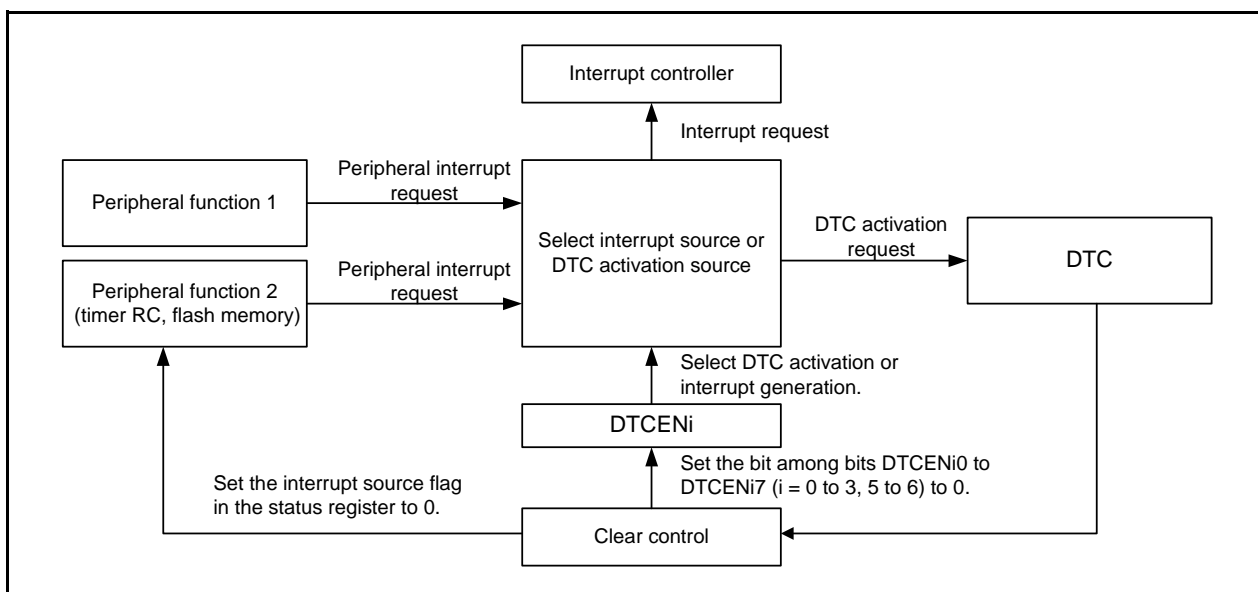 Interrupt controller
Interrupt request
Peripheral interrupt
request
Peripheral function 1
Select interrupt source or
DTC activation source
DTC activation
request
DTC
Peripheral interrupt
request
Peripheral function 2
(timer RC, flash memory)
Select DTC activation or
interrupt generation.
DTCENi
Set the interrupt source flag
in the status register to 0.
Set the bit among bits DTCENi0 to
DTCENi7 (i = 0 to 3, 5 to 6) to 0.
Clear control